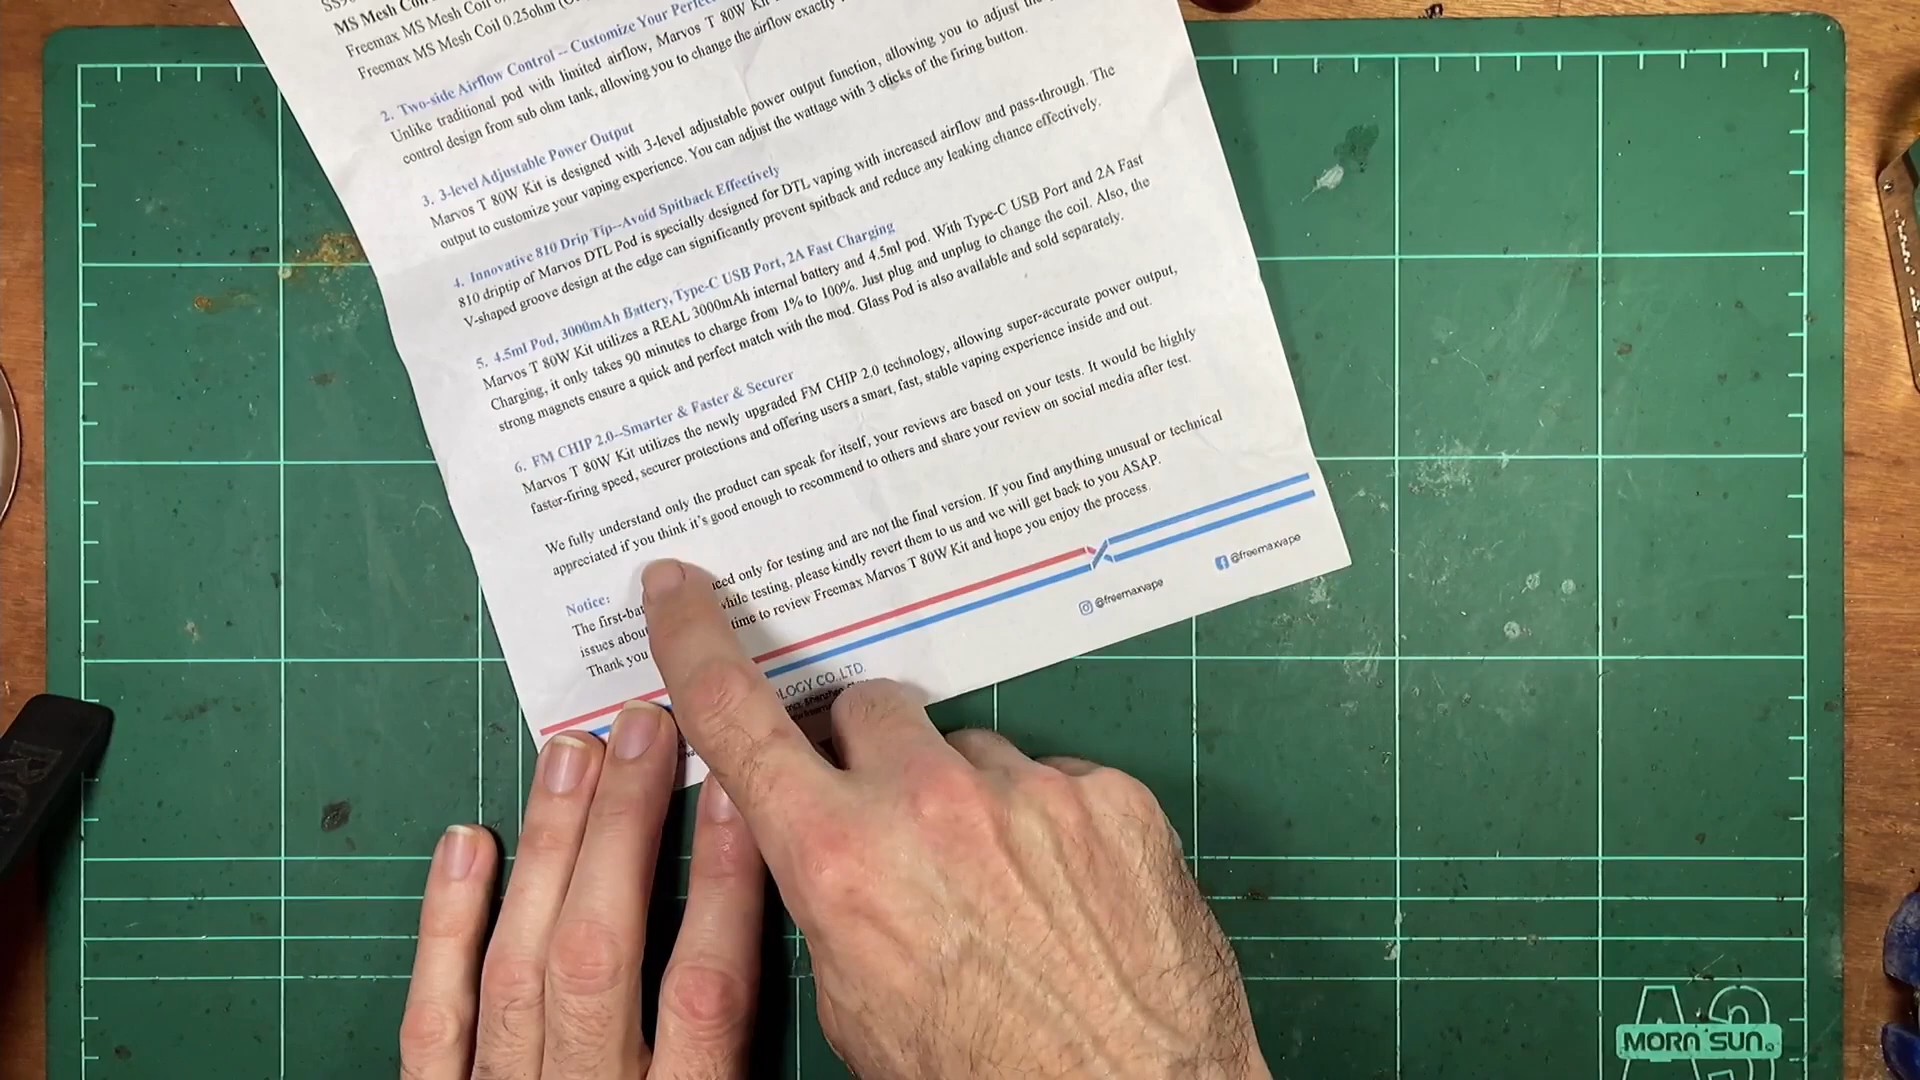 MS Mesh Coil
Freemax MS Mesh Coil
Freemax MS Mesh Coil 0.25ohm
2. Two-side Airflow Control -- Customize Your Perfect
Unlike traditional pod with limited airflow, Marvos T 80W Kit
control design from sub ohm tank, allowing you to change the airflow exactly
3. 3-level Adjustable Power Output
Marvos T 80W Kit is designed with 3-level adjustable power output function, allowing you to adjust the
output to customize your vaping experience. You can adjust the wattage with 3 clicks of the firing button.
4. Innovative 810 Drip Tip--Avoid Spitback Effectively
810 driptip of Marvos DTL Pod is specially designed for DTL vaping with increased airflow and pass-through. The
V-shaped groove design at the edge can significantly prevent spitback and reduce any leaking chance effectively.
5. 4.5ml Pod, 3000mAh Battery, Type-C USB Port, 2A Fast Charging
Marvos T 80W Kit utilizes a REAL 3000mAh internal battery and 4.5ml pod. With Type-C USB Port and 2A Fast
Charging, it only takes 90 minutes to charge from 1% to 100%. Just plug and unplug to change the coil. Also, the
strong magnets ensure a quick and perfect match with the mod. Glass Pod is also available and sold separately.
6. FM CHIP 2.0--Smarter & Faster & Securer
Marvos T 80W Kit utilizes the newly upgraded FM CHIP 2.0 technology, allowing super-accurate power output,
faster-firing speed, securer protections and offering users a smart, fast, stable vaping experience inside and out.
We fully understand only the product can speak for itself, your reviews are based on your tests. It would be highly
appreciated if you think it's good enough to recommend to others and share your review on social media after test.
Notice:
The only for testing and are not the final version. If you find anything unusual or technical
issues while testing, please kindly revert them to us and we will get back to you ASAP.
Thank you time to review Freemax Marvos T 80W Kit and hope you enjoy the process.
CO.,LTD.
@freemaxvape
@freemaxvape
A3
MORN SUN